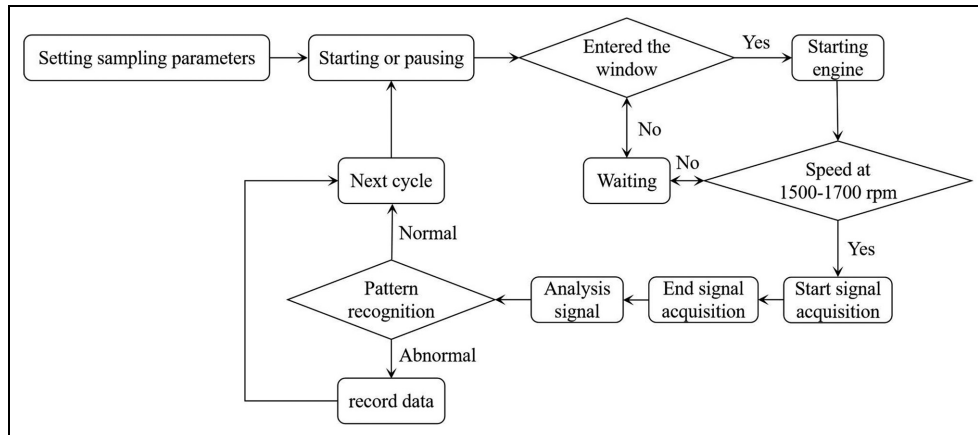 Setting sampling parameters
Starting or pausing
Entered the
window
Yes
Starting
engine
No
Waiting
No
Speed at
1500-1700 rpm
Yes
Next cycle
Normal
Pattern
recognition
Analysis
signal
End signal
acquisition
Start signal
acquisition
Abnormal
record data